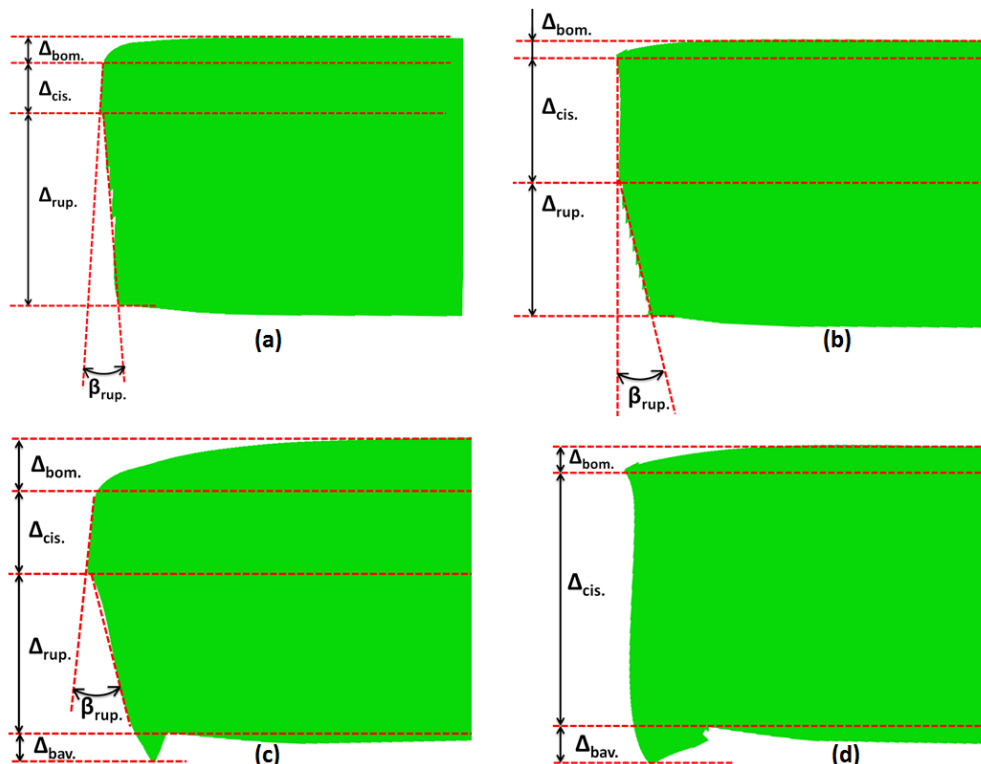 Δbom.
Δcis.
Δrup.
βrup.
(a)
Δbom.
Δcis.
Δrup.
βrup.
(b)
Δbom.
Δcis.
Δrup.
βrup.
Δbav.
(c)
Δbom.
Δcis.
Δbav.
(d)